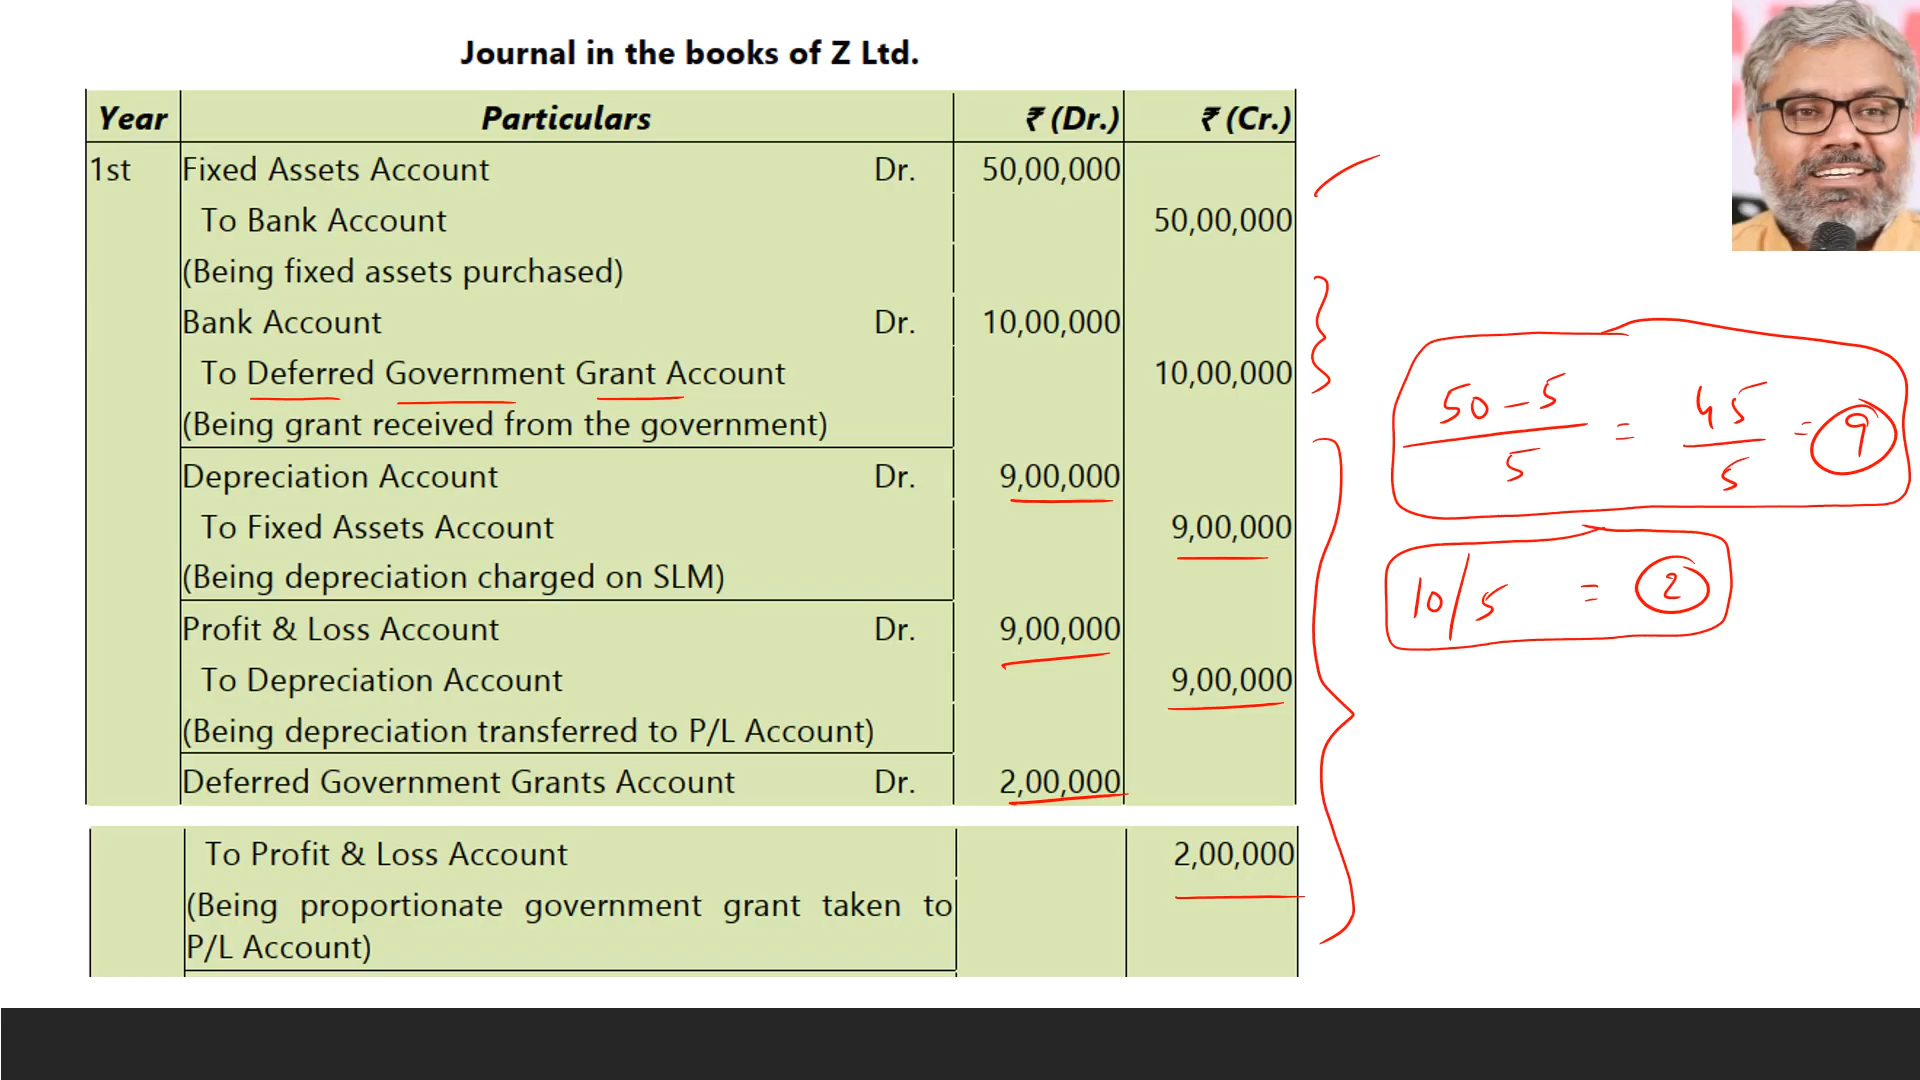 Journal in the books of Z Ltd.
Year Particulars ₹ (Dr.) ₹ (Cr.)
1st Fixed Assets Account Dr. 50,00,000
To Bank Account 50,00,000
(Being fixed assets purchased)
Bank Account Dr. 10,00,000
To Deferred Government Grant Account 10,00,000
(Being grant received from the government)
Depreciation Account Dr. 9,00,000
To Fixed Assets Account 9,00,000
(Being depreciation charged on SLM)
Profit & Loss Account Dr. 9,00,000
To Depreciation Account 9,00,000
(Being depreciation transferred to P/L Account)
Deferred Government Grants Account Dr. 2,00,000
To Profit & Loss Account 2,00,000
(Being proportionate government grant taken to
P/L Account)
50-5 45
= =9
5 5
10/5 = 2